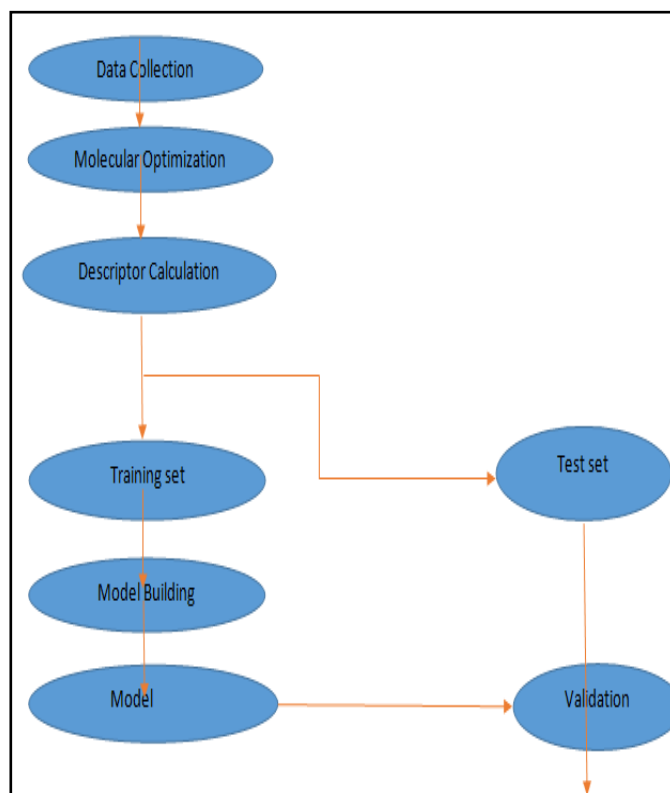 Data Collection
Molecular Optimization
Descriptor Calculation
Training set
Test set
Model Building
Model
Validation